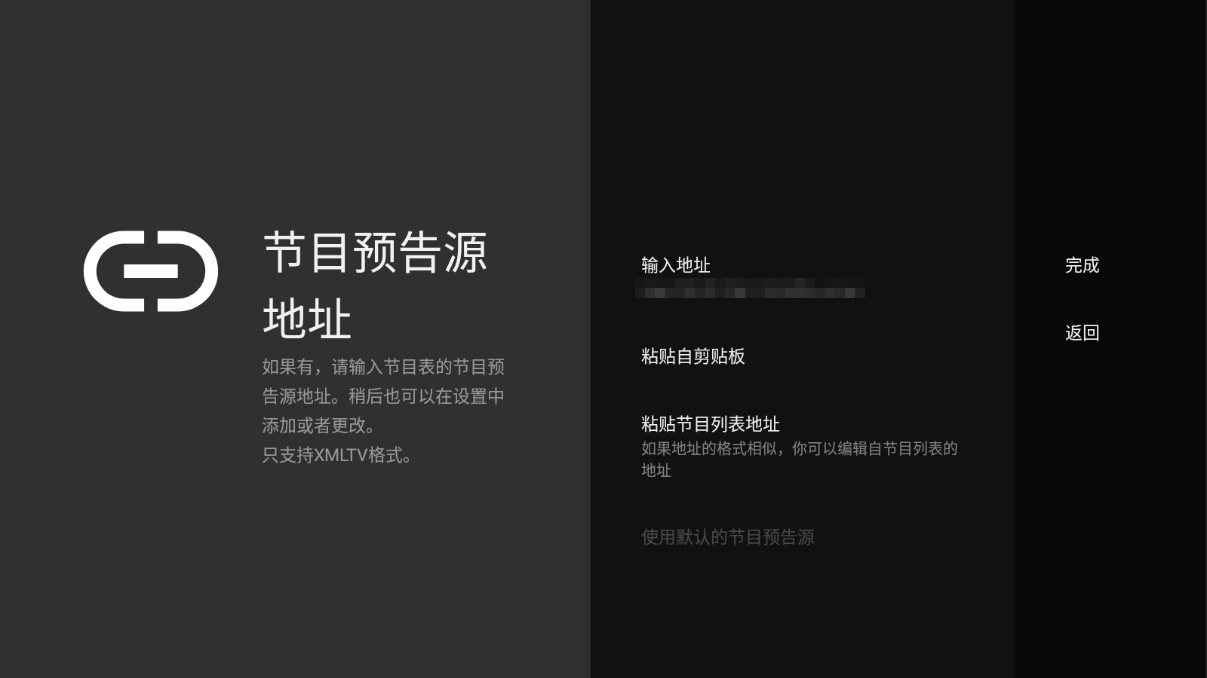 节目预告源
地址
如果有，请输入节目表的节目预
告源地址。稍后也可以在设置中
添加或者更改。
只支持XMLTV格式。
输入地址
粘贴自剪贴板
粘贴节目列表地址
如果地址的格式相似，你可以编辑自节目列表的
地址
使用默认的节目预告源
完成
返回